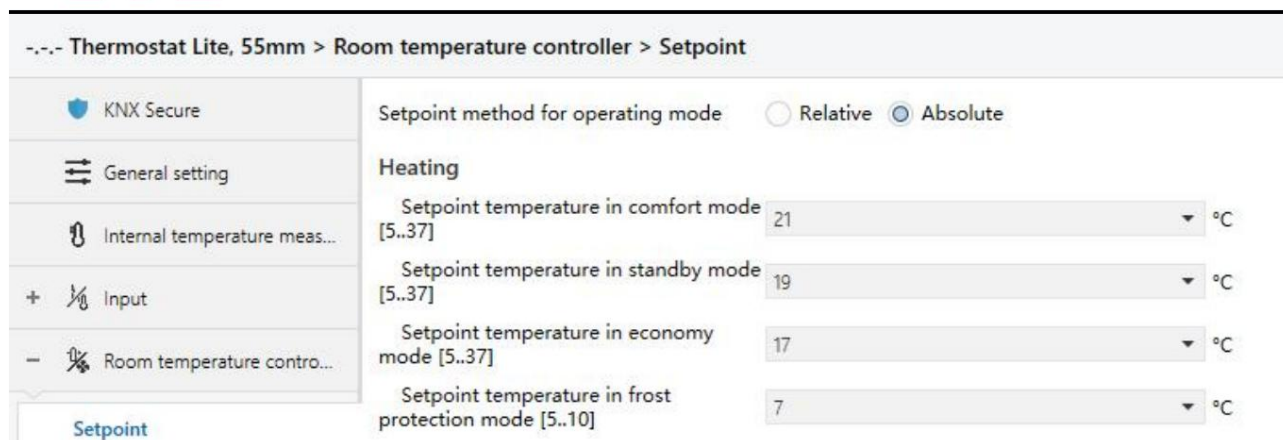 -.-.- Thermostat Lite, 55mm > Room temperature controller > Setpoint
KNX Secure
General setting
Internal temperature meas...
+ Input
− Room temperature contro...
Setpoint
Setpoint method for operating mode Relative Absolute
Heating
Setpoint temperature in comfort mode
[5..37] 21 °C
Setpoint temperature in standby mode
[5..37] 19 °C
Setpoint temperature in economy
mode [5..37] 17 °C
Setpoint temperature in frost
protection mode [5..10] 7 °C